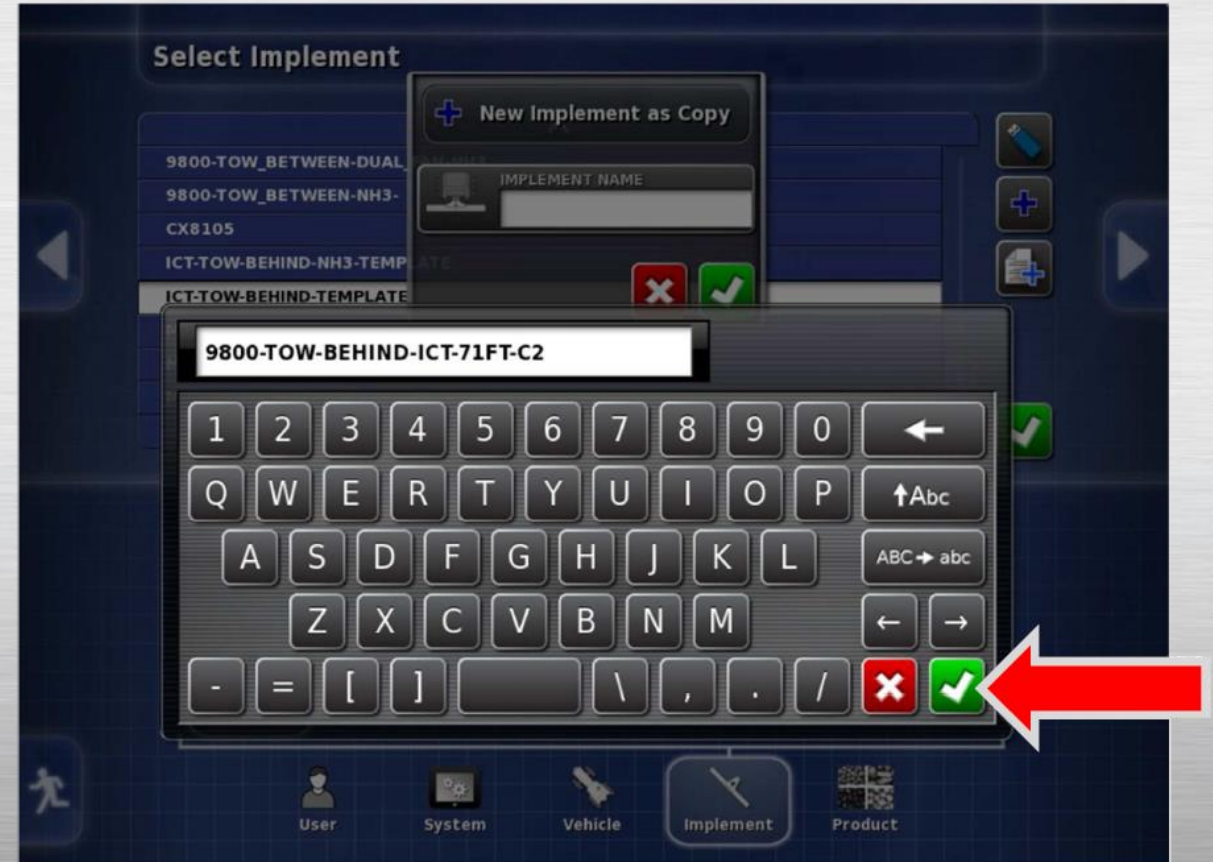 Select Implement
New Implement as Copy
IMPLEMENT NAME
9800-TOW_BETWEEN-DUAL
9800-TOW_BETWEEN-NH3-
CX8105
ICT-TOW-BEHIND-NH3-TEMPLATE
ICT-TOW-BEHIND-TEMPLATE
9800-TOW-BEHIND-ICT-71FT-C2
1 2 3 4 5 6 7 8 9 0
Q W E R T Y U I O P Abc
A S D F G H J K L ABC abc
Z X C V B N M
- = [ ] \ , . /
User System Vehicle Implement Product